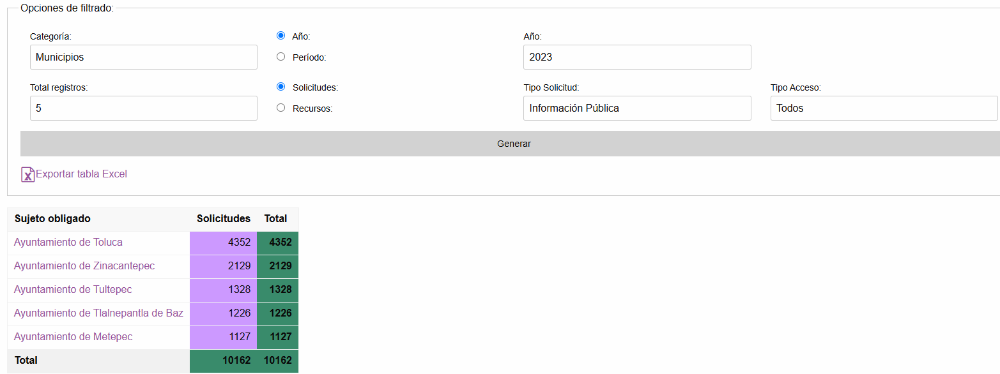 Opciones de filtrado:
Categoría: Año: Año:
Municipios Período: 2023
Total registros: Solicitudes: Tipo Solicitud: Tipo Acceso:
5 Recursos: Información Pública Todos
Generar
Exportar tabla Excel
Sujeto obligado Solicitudes Total
Ayuntamiento de Toluca 4352 4352
Ayuntamiento de Zinacantepec 2129 2129
Ayuntamiento de Tultepec 1328 1328
Ayuntamiento de Tlalnepantla de Baz 1226 1226
Ayuntamiento de Metepec 1127 1127
Total 10162 10162